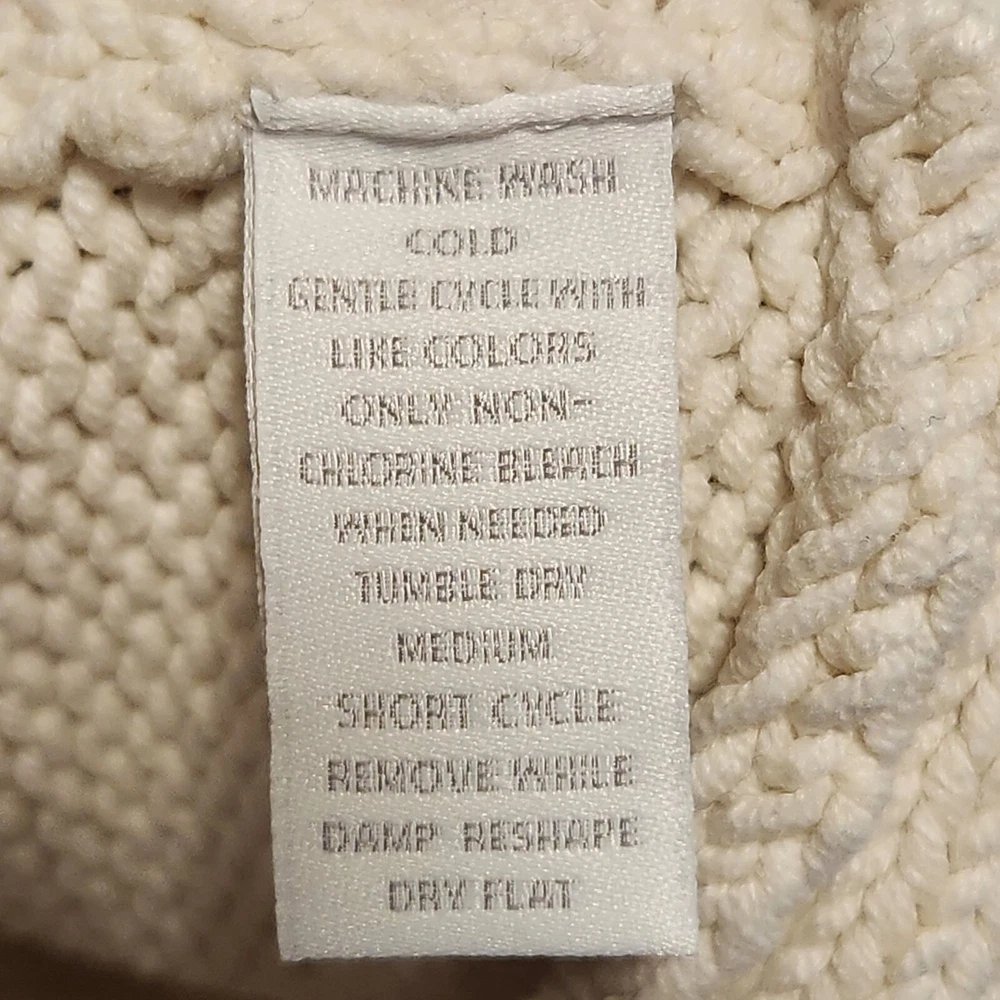 MACHINE WASH
COLD
GENTLE CYCLE WITH
LIKE COLORS
ONLY NON-
CHLORINE BLEACH
WHEN NEEDED
TUMBLE DRY
MEDIUM
SHORT CYCLE
REMOVE WHILE
DAMP RESHAPE
DRY FLAT